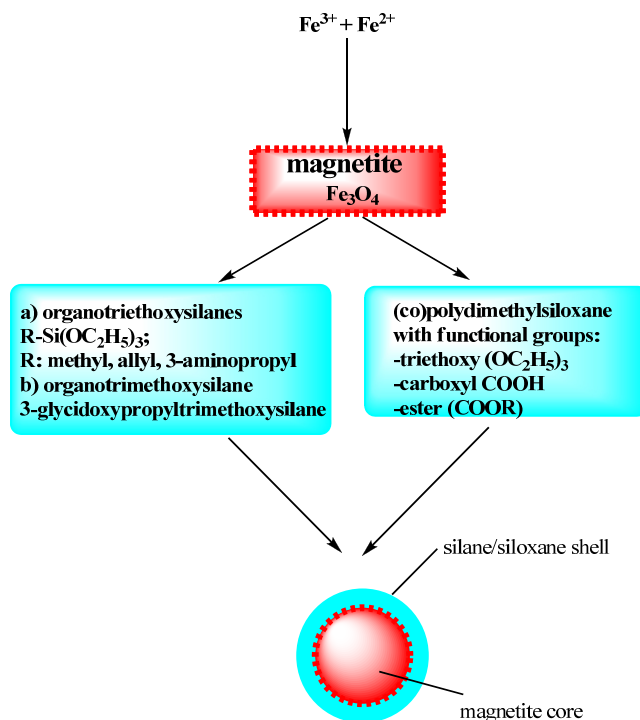 Fe³⁺ + Fe²⁺
magnetite
Fe₃O₄
a) organotriethoxysilanes
R-Si(OC₂H₅)₃;
R: methyl, allyl, 3-aminopropyl
b) organotrimethoxysilane
3-glycidoxypropyltrimethoxysilane
(co)polydimethylsiloxane
with functional groups:
-triethoxy (OC₂H₅)₃
-carboxyl COOH
-ester (COOR)
silane/siloxane shell
magnetite core